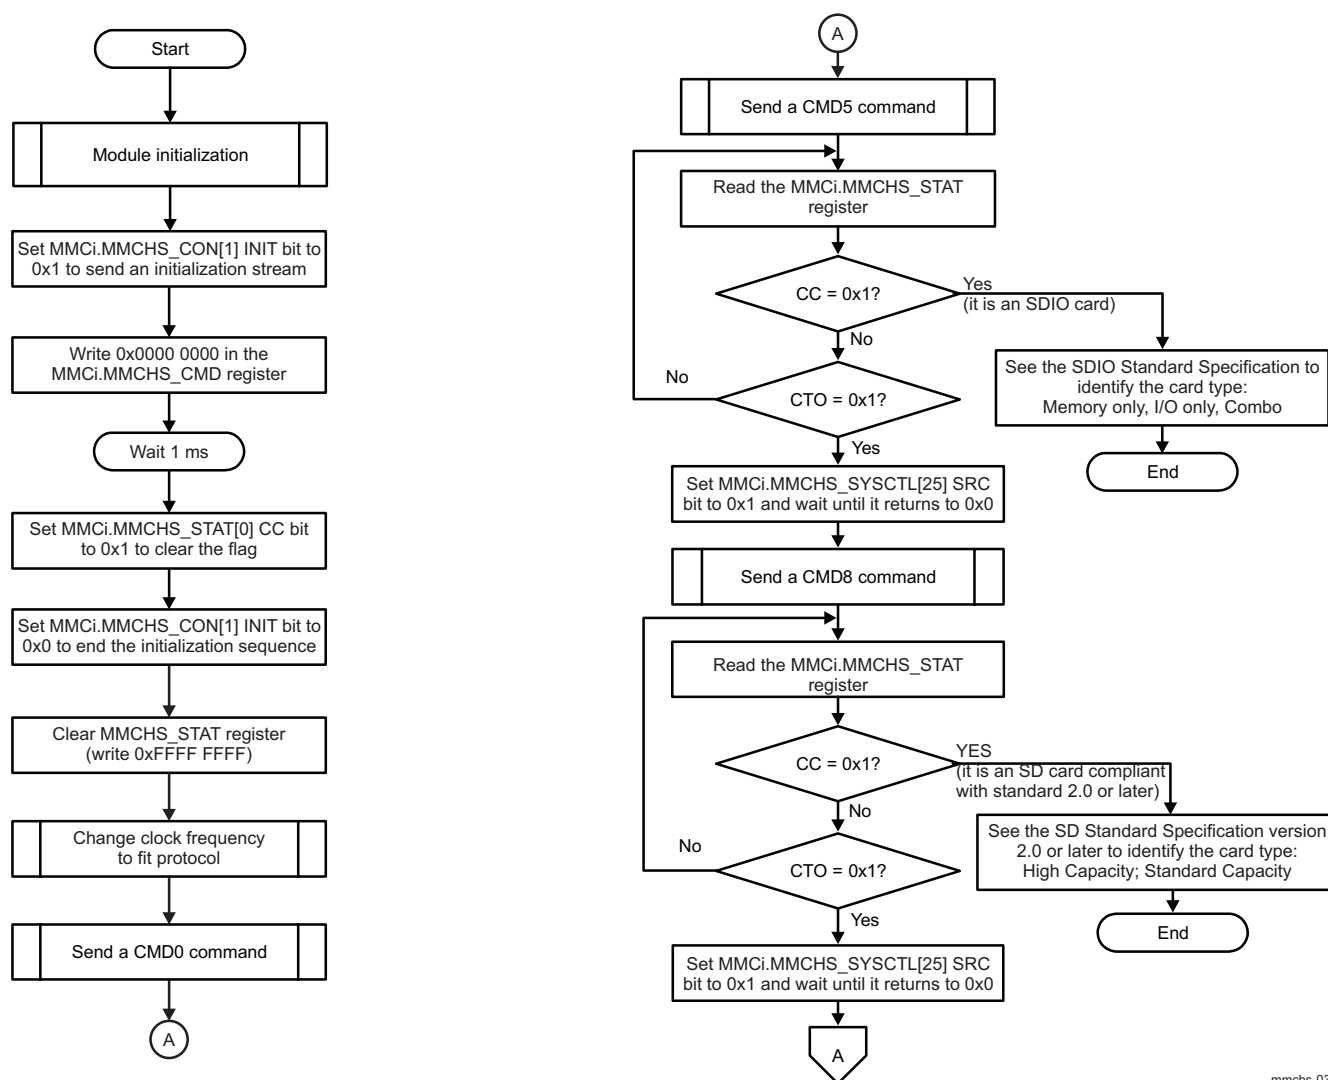 Start
Module initialization
Set MMCi.MMCHS_CON[1] INIT bit to
0x1 to send an initialization stream
Write 0x0000 0000 in the
MMCi.MMCHS_CMD register
Wait 1 ms
Set MMCi.MMCHS_STAT[0] CC bit
to 0x1 to clear the flag
Set MMCi.MMCHS_CON[1] INIT bit to
0x0 to end the initialization sequence
Clear MMCHS_STAT register
(write 0xFFFF FFFF)
Change clock frequency
to fit protocol
Send a CMD0 command
A
A
Send a CMD5 command
Read the MMCi.MMCHS_STAT
register
CC = 0x1?
Yes
(it is an SDIO card)
No
See the SDIO Standard Specification to
identify the card type:
Memory only, I/O only, Combo
End
No
CTO = 0x1?
Yes
Set MMCi.MMCHS_SYSCTL[25] SRC
bit to 0x1 and wait until it returns to 0x0
Send a CMD8 command
Read the MMCi.MMCHS_STAT
register
CC = 0x1?
YES
(it is an SD card compliant
with standard 2.0 or later)
No
See the SD Standard Specification version
2.0 or later to identify the card type:
High Capacity; Standard Capacity
End
No
CTO = 0x1?
Yes
Set MMCi.MMCHS_SYSCTL[25] SRC
bit to 0x1 and wait until it returns to 0x0
A